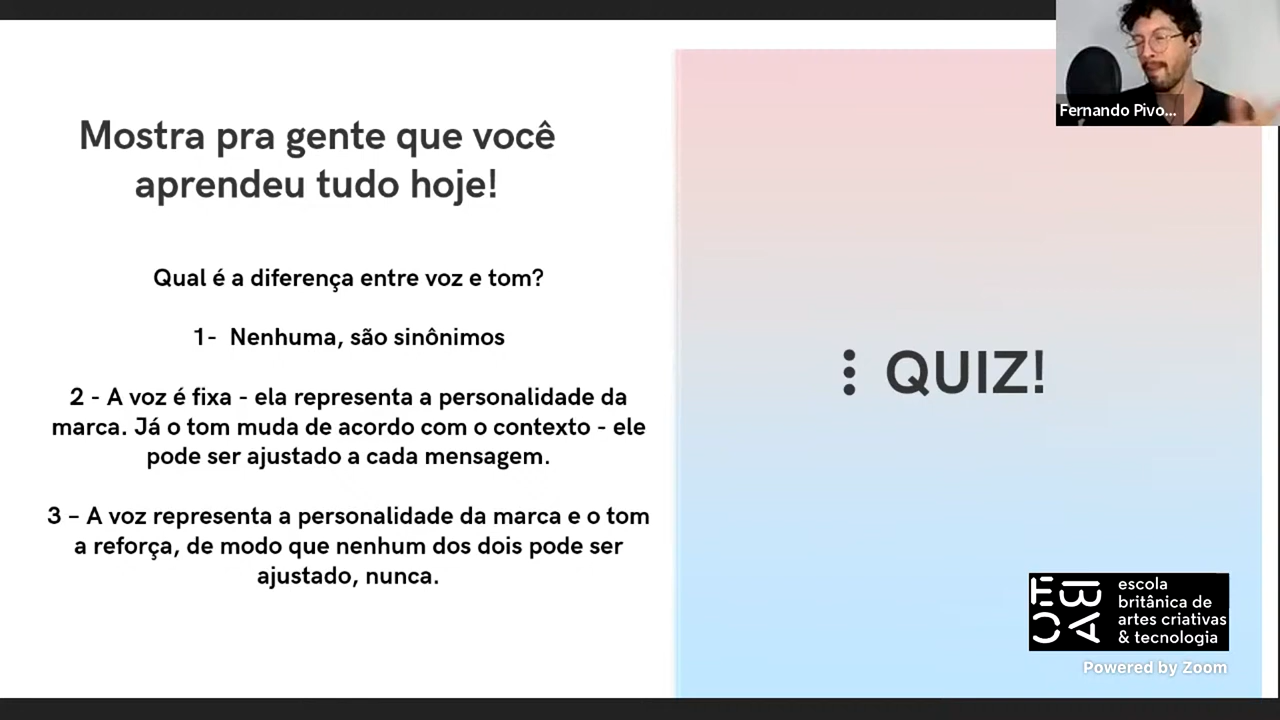 Fernando Pivo...
Mostra pra gente que você
aprendeu tudo hoje!
Qual é a diferença entre voz e tom?
1- Nenhuma, são sinônimos
2 - A voz é fixa - ela representa a personalidade da
marca. Já o tom muda de acordo com o contexto - ele
pode ser ajustado a cada mensagem.
3 – A voz representa a personalidade da marca e o tom
a reforça, de modo que nenhum dos dois pode ser
ajustado, nunca.
QUIZ!
EBAC
escola
britânica de
artes criativas
& tecnologia
Powered by Zoom